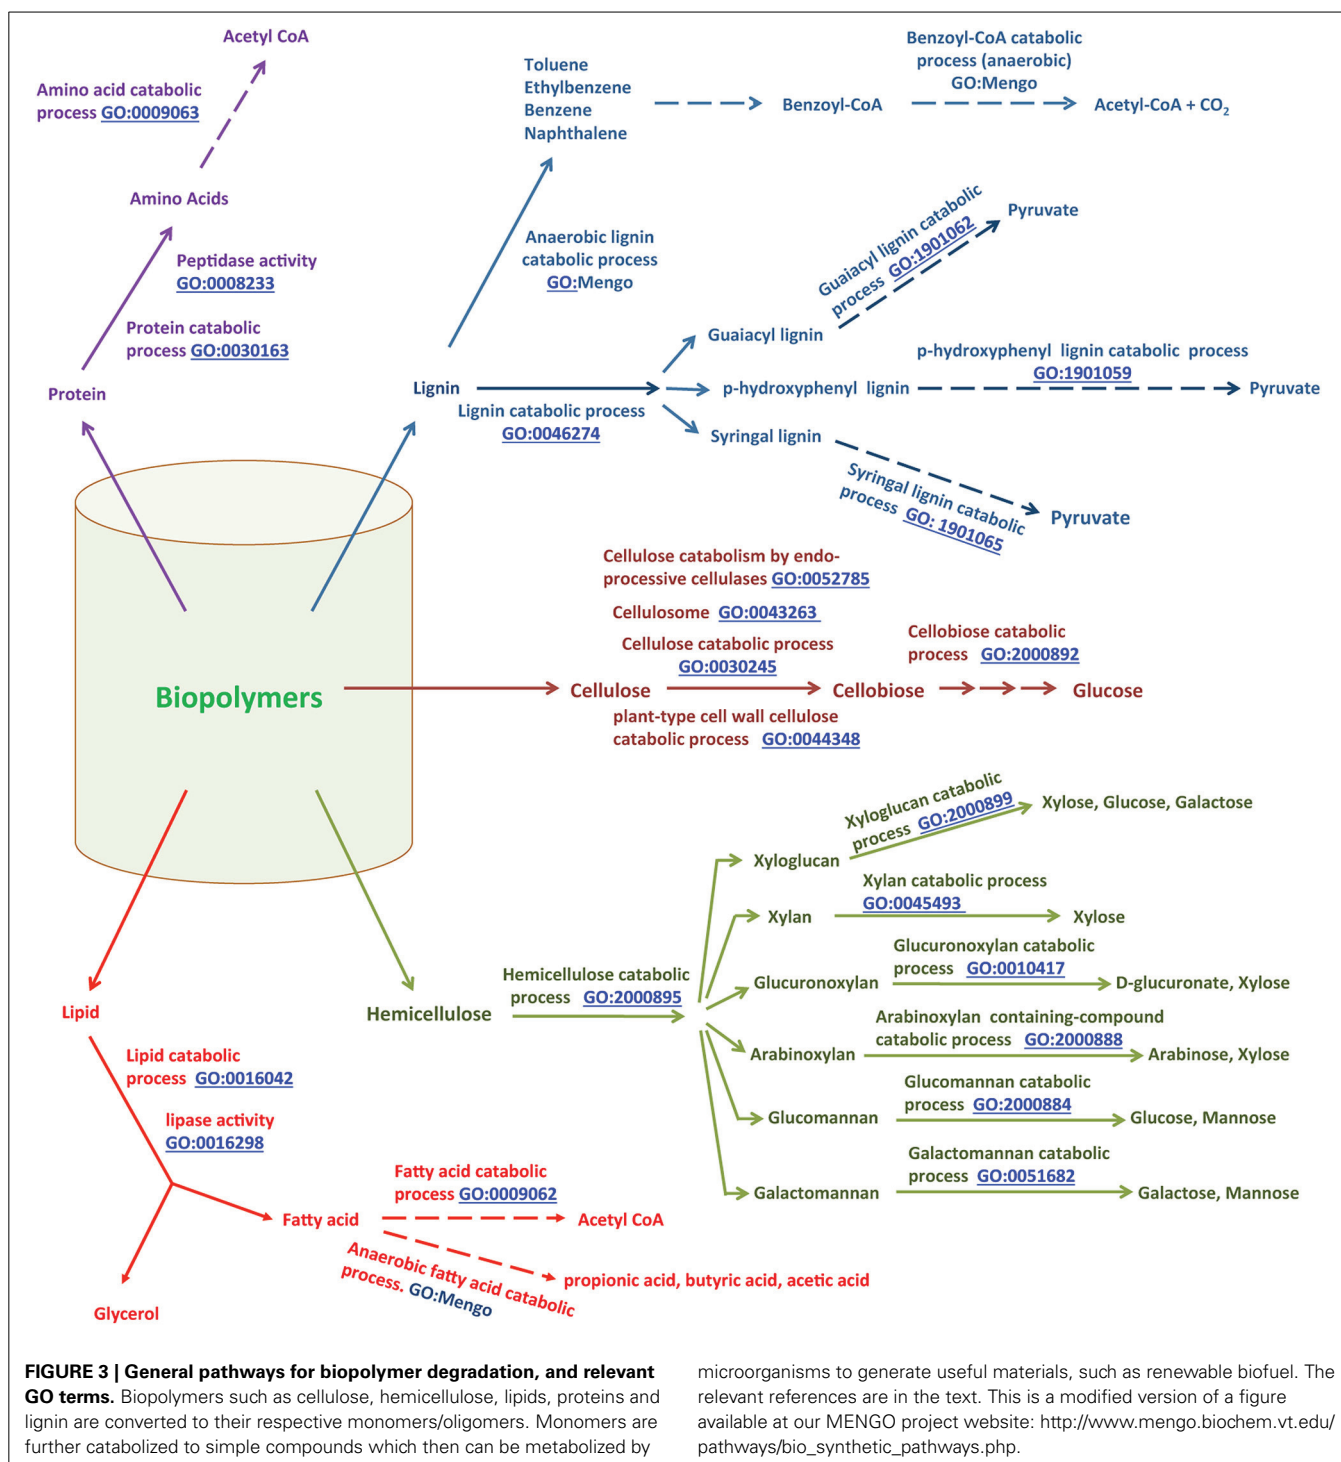 Acetyl CoA
Amino acid catabolic
process GO:0009063
Amino Acids
Peptidase activity
GO:0008233
Protein catabolic
process GO:0030163
Protein
Toluene
Ethylbenzene
Benzene
Naphthalene
Benzoyl-CoA
Benzoyl-CoA catabolic
process (anaerobic)
GO:Mengo
Acetyl-CoA + CO₂
Anaerobic lignin
catabolic process
GO:Mengo
Lignin
Lignin catabolic process
GO:0046274
Guaiacyl lignin
Guaiacyl lignin catabolic
process GO:1901062
Pyruvate
p-hydroxyphenyl lignin
p-hydroxyphenyl lignin catabolic process
GO:1901059
Pyruvate
Syringal lignin
Syringal lignin catabolic
process GO: 1901065
Pyruvate
Biopolymers
Cellulose catabolism by endo-
processive cellulases GO:0052785
Cellulosome GO:0043263
Cellulose catabolic process
GO:0030245
Cellulose
Cellobiose
plant-type cell wall cellulose
catabolic process GO:0044348
Cellobiose catabolic
process GO:2000892
Glucose
Hemicellulose
Hemicellulose catabolic
process GO:2000895
Xyloglucan
Xyloglucan catabolic
process GO:2000899
Xylose, Glucose, Galactose
Xylan
Xylan catabolic process
GO:0045493
Xylose
Glucuronoxylan
Glucuronoxylan catabolic
process GO:0010417
D-glucuronate, Xylose
Arabinoxylan
Arabinoxylan containing-compound
catabolic process GO:2000888
Arabinose, Xylose
Glucomannan
Glucomannan catabolic
process GO:2000884
Glucose, Mannose
Galactomannan
Galactomannan catabolic
process GO:0051682
Galactose, Mannose
Lipid
Lipid catabolic
process GO:0016042
lipase activity
GO:0016298
Glycerol
Fatty acid
Fatty acid catabolic
process GO:0009062
Acetyl CoA
Anaerobic fatty acid catabolic
process. GO:Mengo
propionic acid, butyric acid, acetic acid
FIGURE 3 | General pathways for biopolymer degradation, and relevant
GO terms. Biopolymers such as cellulose, hemicellulose, lipids, proteins and
lignin are converted to their respective monomers/oligomers. Monomers are
further catabolized to simple compounds which then can be metabolized by
microorganisms to generate useful materials, such as renewable biofuel. The
relevant references are in the text. This is a modified version of a figure
available at our MENGO project website: http://www.mengo.biochem.vt.edu/
pathways/bio_synthetic_pathways.php.